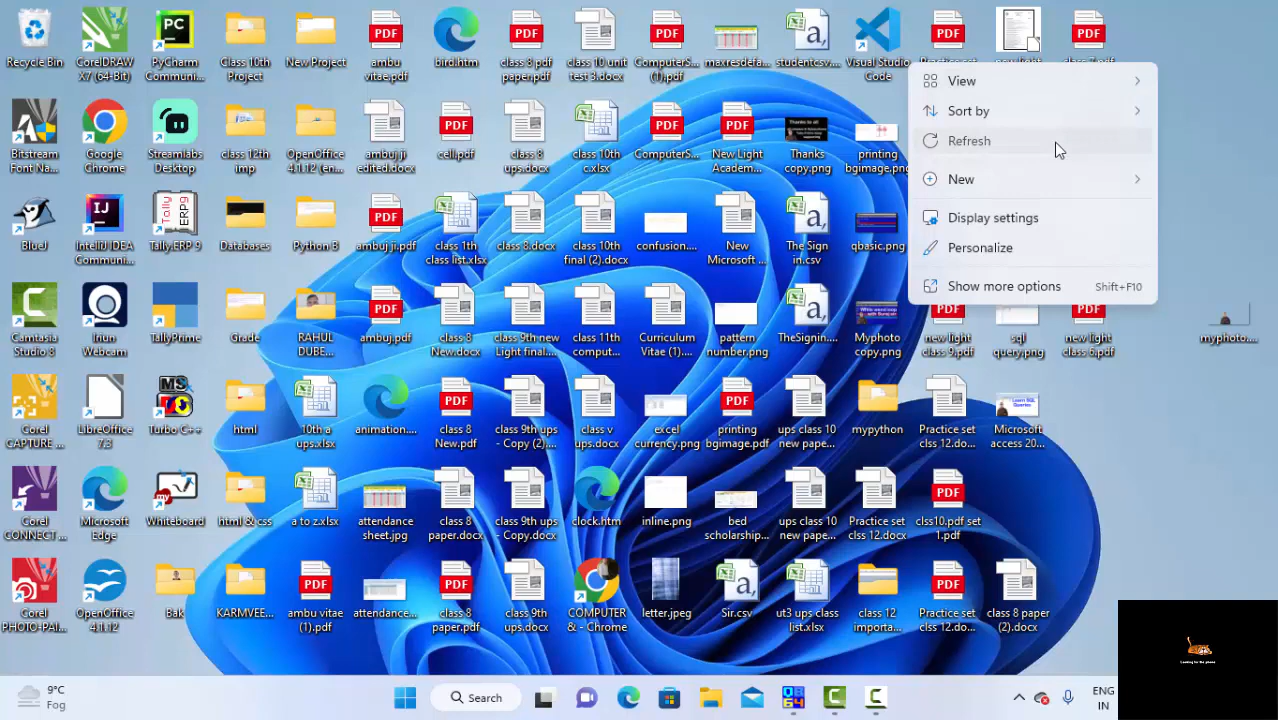 Recycle Bin
CorelDRAW
X7 (64-Bit)
PyCharm
Communi...
Class 10th
Project
New Project
ambu
vitae.pdf
bird.htm
class 8 pdf
paper.pdf
class 10 unit
test 3.docx
ComputerS...
(1).pdf
maxresdefa...
studentcsv....
Visual Studio
Code
View
Sort by
Refresh
New
Display settings
Personalize
Show more options
Shift+F10
Bitstream
Font Na...
Google
Chrome
Streamlabs
Desktop
class 12th
imp
OpenOffice
4.1.12 (en...
ambuj ji
edited.docx
cell.pdf
class 8
ups.docx
class 10th
c.xlsx
ComputerS...
New Light
Academ...
Thanks
copy.png
printing
bgimage.png
BlueJ
IntelliJ IDEA
Communi...
Tally.ERP 9
Databases
Python 3
ambuj ji.pdf
class 1th
class list.xlsx
class 8.docx
class 10th
final (2).docx
confusion....
New
Microsoft ...
The Sign
in.csv
qbasic.png
Camtasia
Studio 8
Iriun
Webcam
TallyPrime
Grade
RAHUL
DUBE...
ambuj.pdf
class 8
New.docx
class 9th new
Light final....
class 11th
comput...
Curriculum
Vitae (1)....
pattern
number.png
TheSignin....
Myphoto
copy.png
new light
class 9.pdf
sql
query.png
new light
class 6.pdf
myphoto....
Corel
CAPTURE ...
LibreOffice
7.3
Turbo C++
html
10th a
ups.xlsx
animation....
class 8
New.pdf
class 9th ups
- Copy (2)....
class v
ups.docx
excel
currency.png
printing
bgimage.pdf
ups class 10
new pape...
mypython
Practice set
clss 12.do...
Microsoft
access 20...
Corel
CONNECT ...
Microsoft
Edge
Whiteboard
html & css
a to z.xlsx
attendance
sheet.jpg
class 8
paper.docx
class 9th ups
- Copy.docx
clock.htm
inline.png
bed
scholarship...
ups class 10
new pape...
Practice set
clss 12.docx
clss10.pdf set
1.pdf
Corel
PHOTO-PAI...
OpenOffice
4.1.12
Bak
KARMVEE...
ambu vitae
(1).pdf
attendance...
class 8
paper.pdf
class 9th
ups.docx
COMPUTER
& - Chrome
letter.jpeg
Sir.csv
ut3 ups class
list.xlsx
class 12
importa...
Practice set
clss 12.do...
class 8 paper
(2).docx
9°C
Fog
Search
ENG
IN